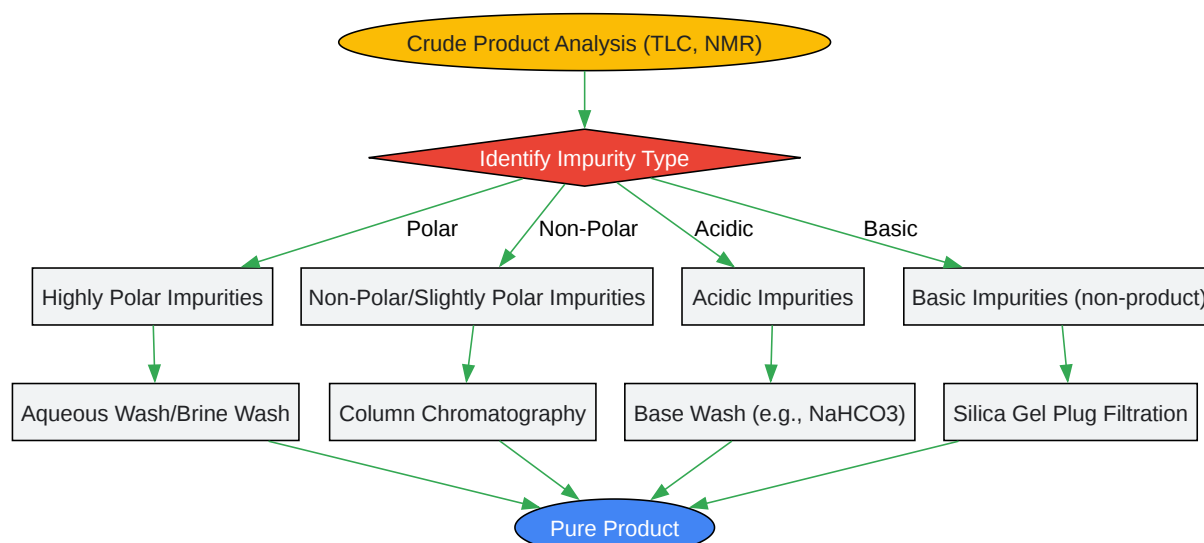 Crude Product Analysis (TLC, NMR)
Identify Impurity Type
Polar
Non-Polar
Acidic
Basic
Highly Polar Impurities
Non-Polar/Slightly Polar Impurities
Acidic Impurities
Basic Impurities (non-product)
Aqueous Wash/Brine Wash
Column Chromatography
Base Wash (e.g., NaHCO3)
Silica Gel Plug Filtration
Pure Product